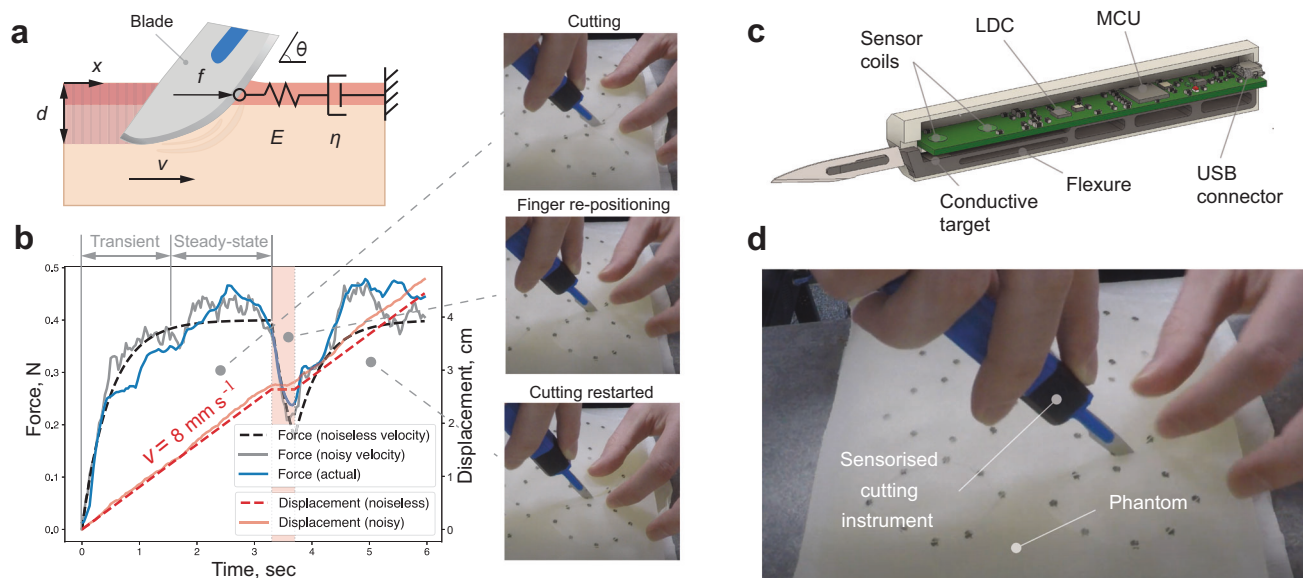 a
Blade
θ
x
f
d
E
η
v
Cutting
Finger re-positioning
Cutting restarted
b
Transient
Steady-state
0.5
0.4
0.3
0.2
0.1
0.0
Force, N
4
3
2
1
0
Displacement, cm
v = 8 mm s⁻¹
Force (noiseless velocity)
Force (noisy velocity)
Force (actual)
Displacement (noiseless)
Displacement (noisy)
0 1 2 3 4 5 6
Time, sec
c
Sensor
coils
LDC
MCU
Conductive
target
Flexure
USB
connector
d
Sensorised
cutting
instrument
Phantom